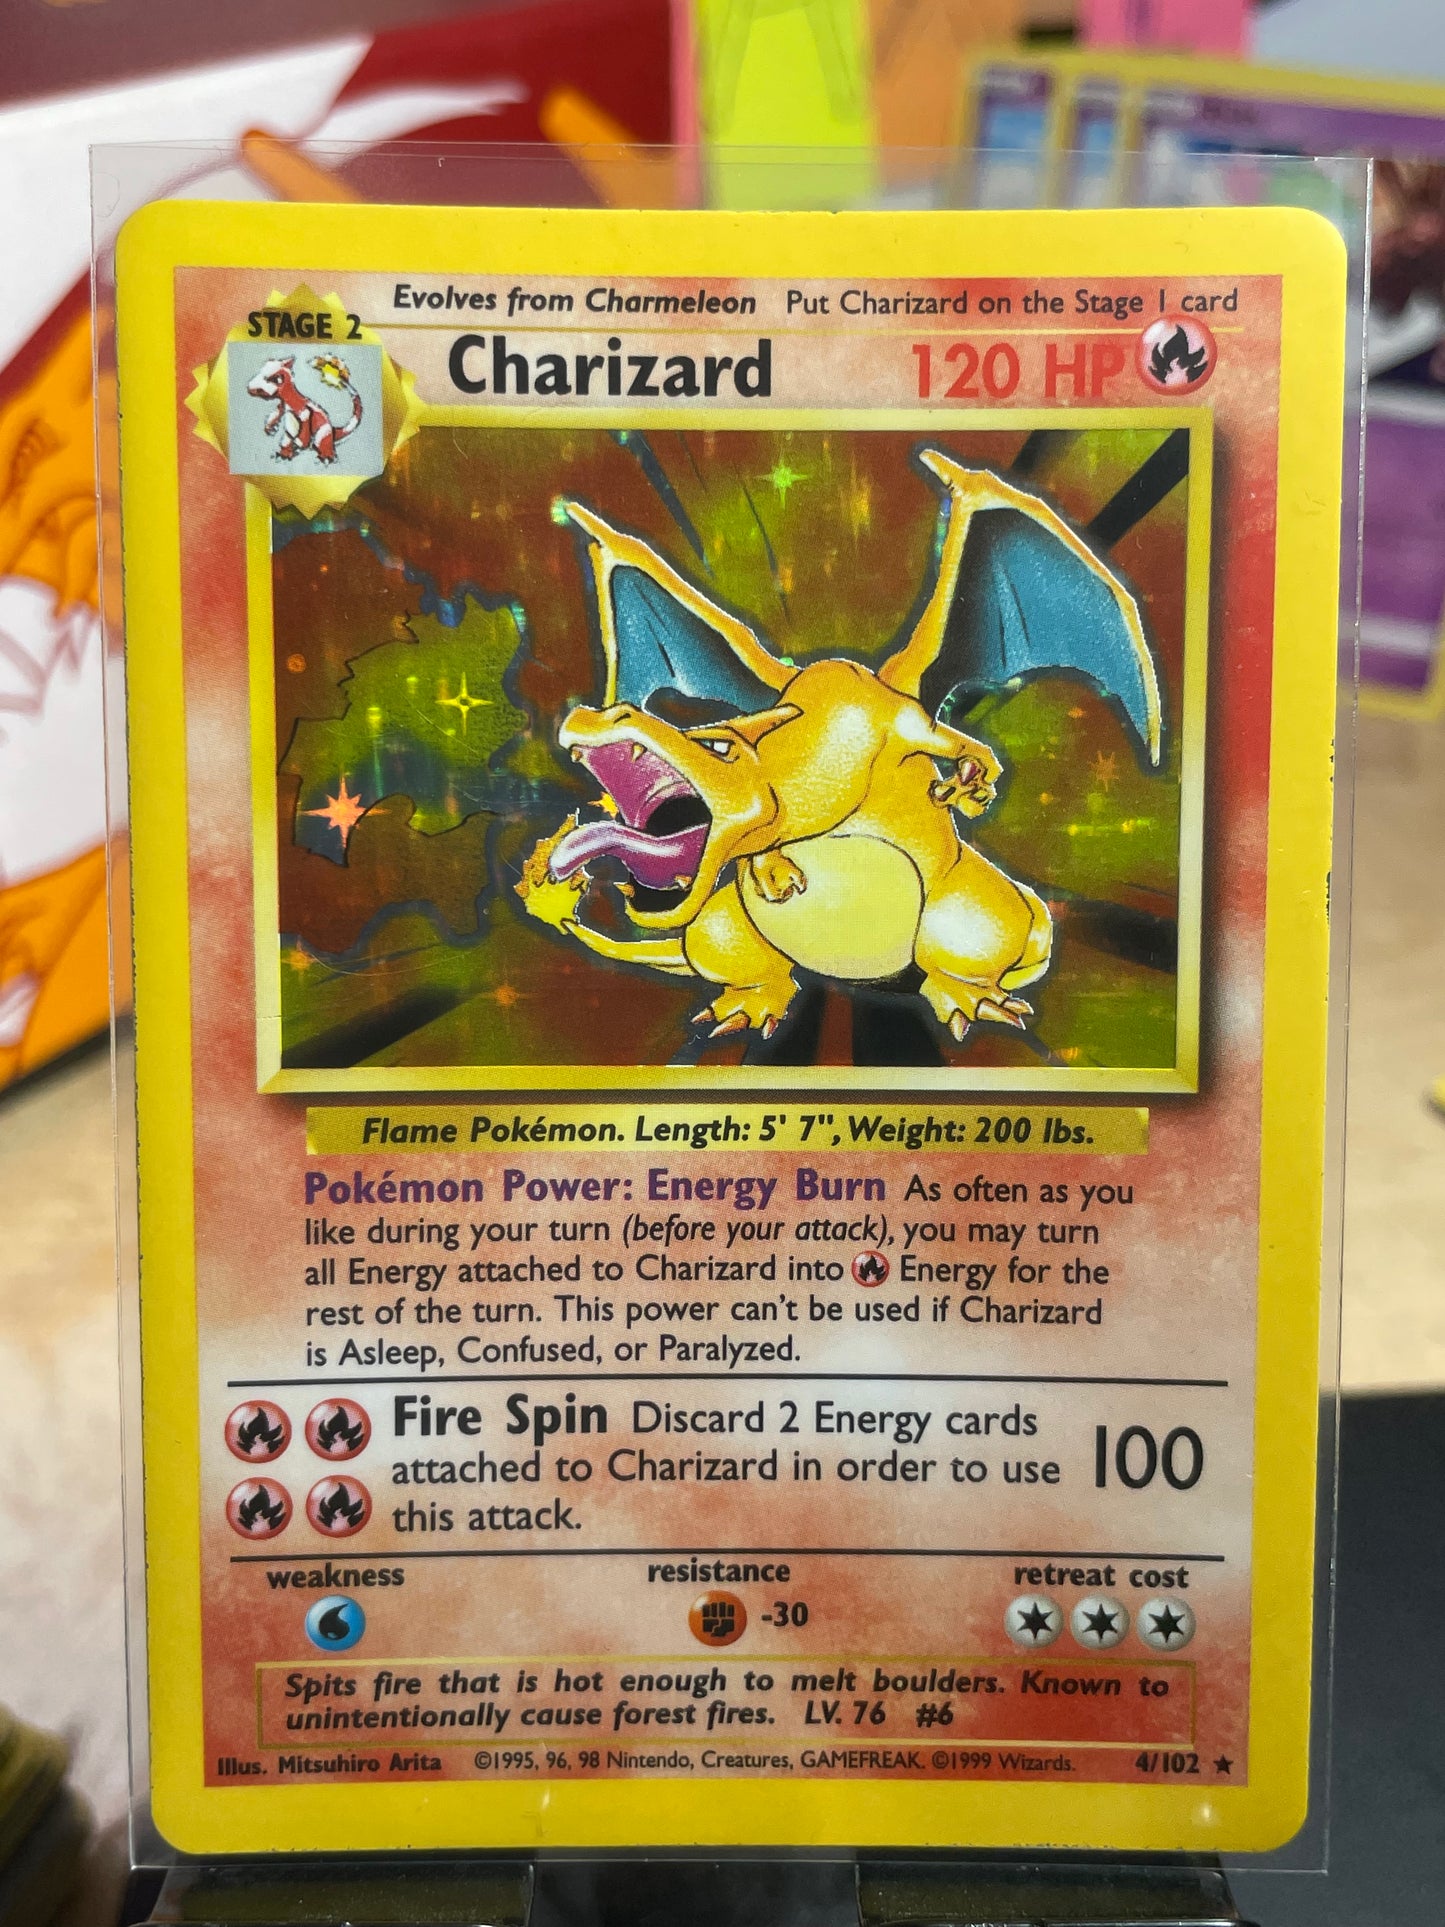 Evolves from Charmeleon Put Charizard on the Stage 1 card
STAGE 2
Charizard 120 HP
Flame Pokémon. Length: 5' 7", Weight: 200 lbs.
Pokémon Power: Energy Burn As often as you
like during your turn (before your attack), you may turn
all Energy attached to Charizard into Energy for the
rest of the turn. This power can't be used if Charizard
is Asleep, Confused, or Paralyzed.
Fire Spin Discard 2 Energy cards
attached to Charizard in order to use 100
this attack.
weakness resistance retreat cost
-30
Spits fire that is hot enough to melt boulders. Known to
unintentionally cause forest fires. LV. 76 #6
Illus. Mitsuhiro Arita ©1995, 96, 98 Nintendo, Creatures, GAMEFREAK. ©1999 Wizards. 4/102 ★